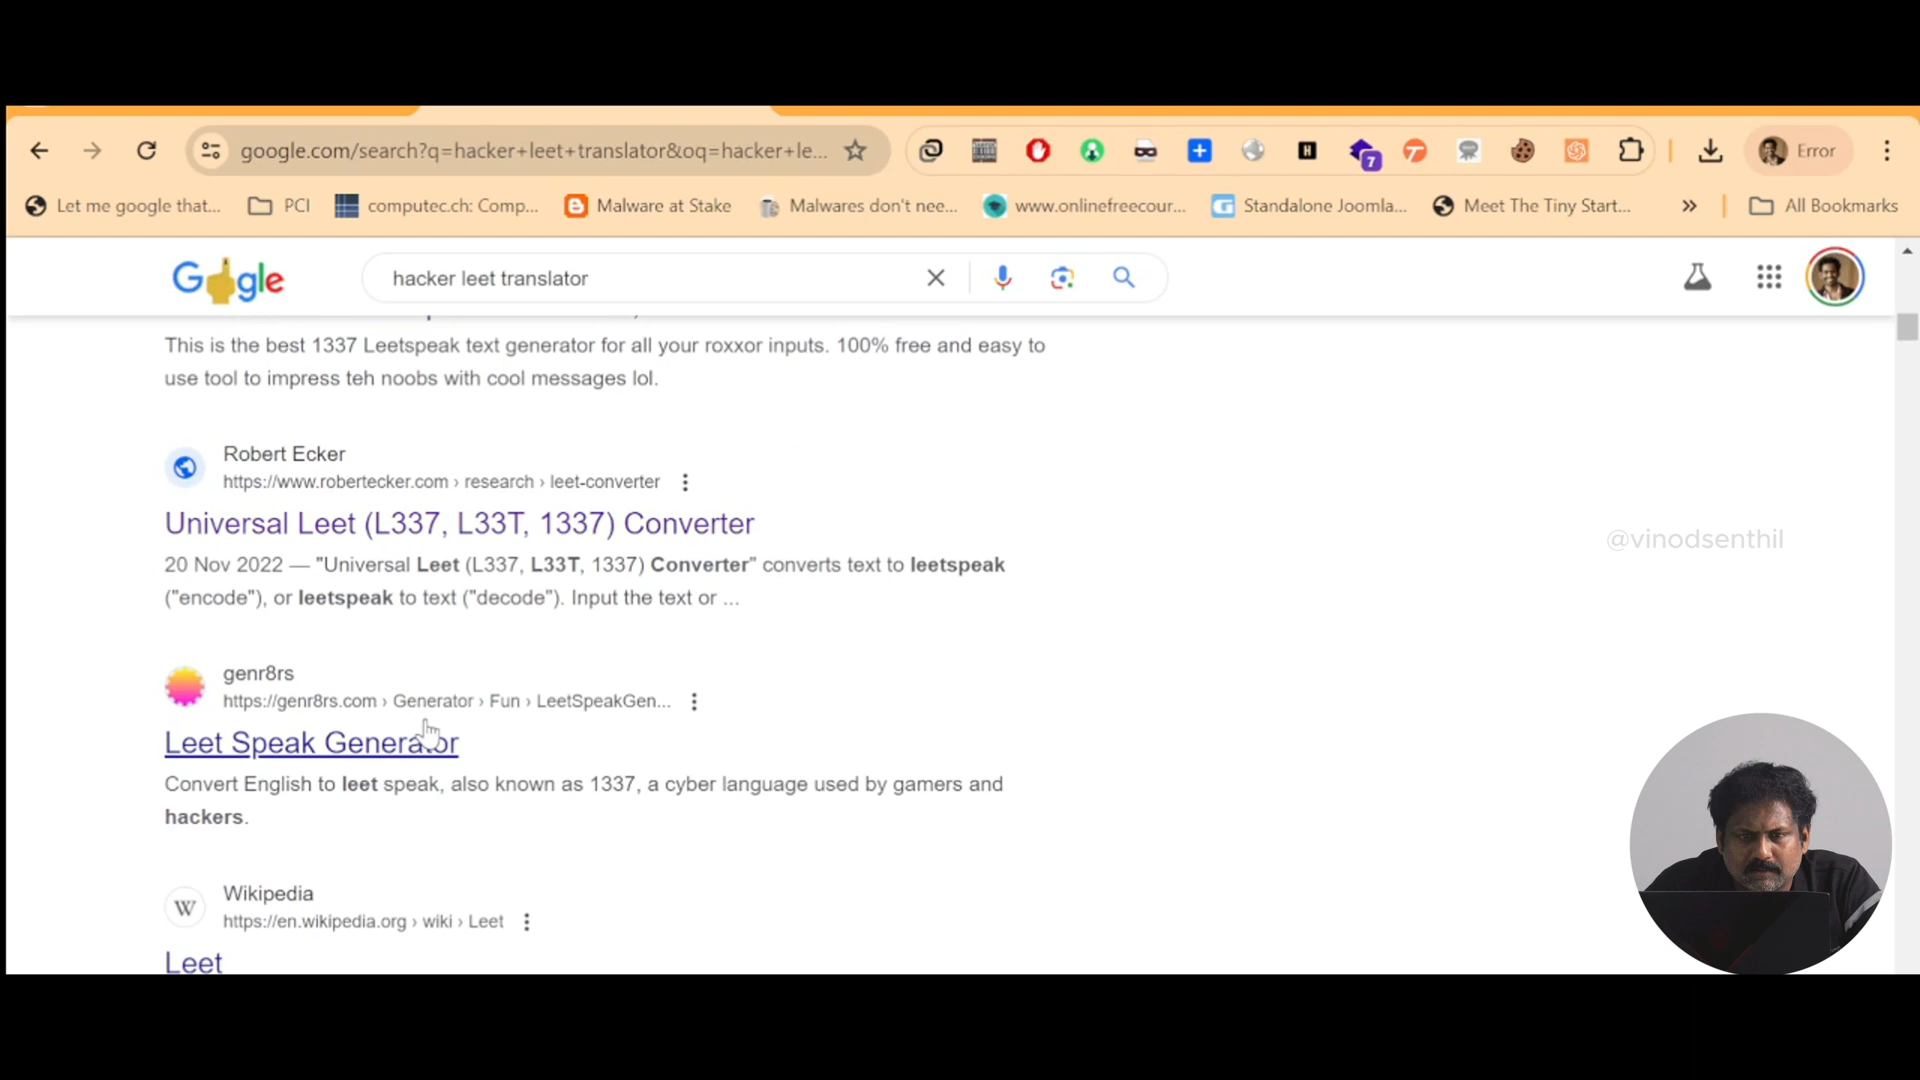 google.com/search?q=hacker+leet+translator&oq=hacker+le...
7
Error
Let me google that...
PCI
computec.ch: Comp...
Malware at Stake
Malwares don't nee...
www.onlinefreecour...
Standalone Joomla...
Meet The Tiny Start...
»
All Bookmarks
G gle
hacker leet translator
This is the best 1337 Leetspeak text generator for all your roxxor inputs. 100% free and easy to
use tool to impress teh noobs with cool messages lol.
Robert Ecker
https://www.robertecker.com › research › leet-converter
Universal Leet (L337, L33T, 1337) Converter
20 Nov 2022 — "Universal Leet (L337, L33T, 1337) Converter" converts text to leetspeak
("encode"), or leetspeak to text ("decode"). Input the text or ...
@vinodsenthil
genr8rs
https://genr8rs.com › Generator › Fun › LeetSpeakGen...
Leet Speak Generator
Convert English to leet speak, also known as 1337, a cyber language used by gamers and
hackers.
W
Wikipedia
https://en.wikipedia.org › wiki › Leet
Leet